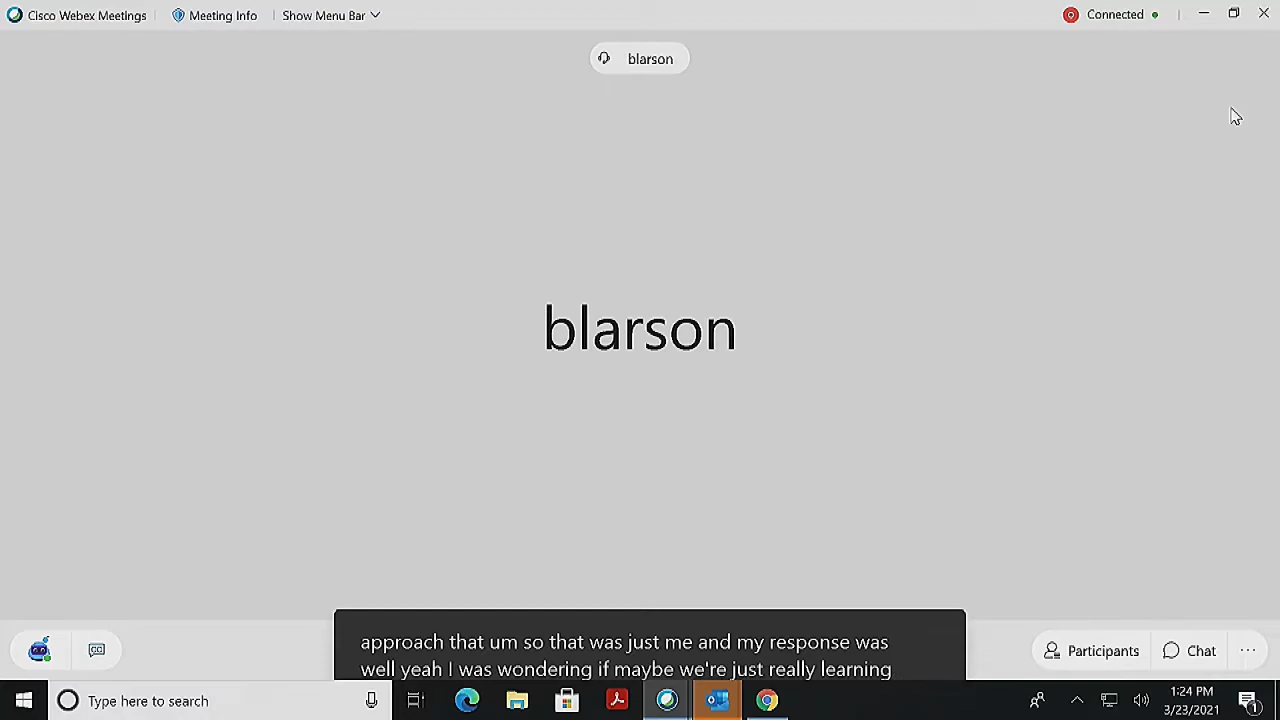 Cisco Webex Meetings
Meeting Info
Show Menu Bar
Connected
blarson
blarson
approach that um so that was just me and my response was
well yeah I was wondering if maybe we're just really learning
CC
Participants
Chat
Type here to search
1:24 PM
3/23/2021
1